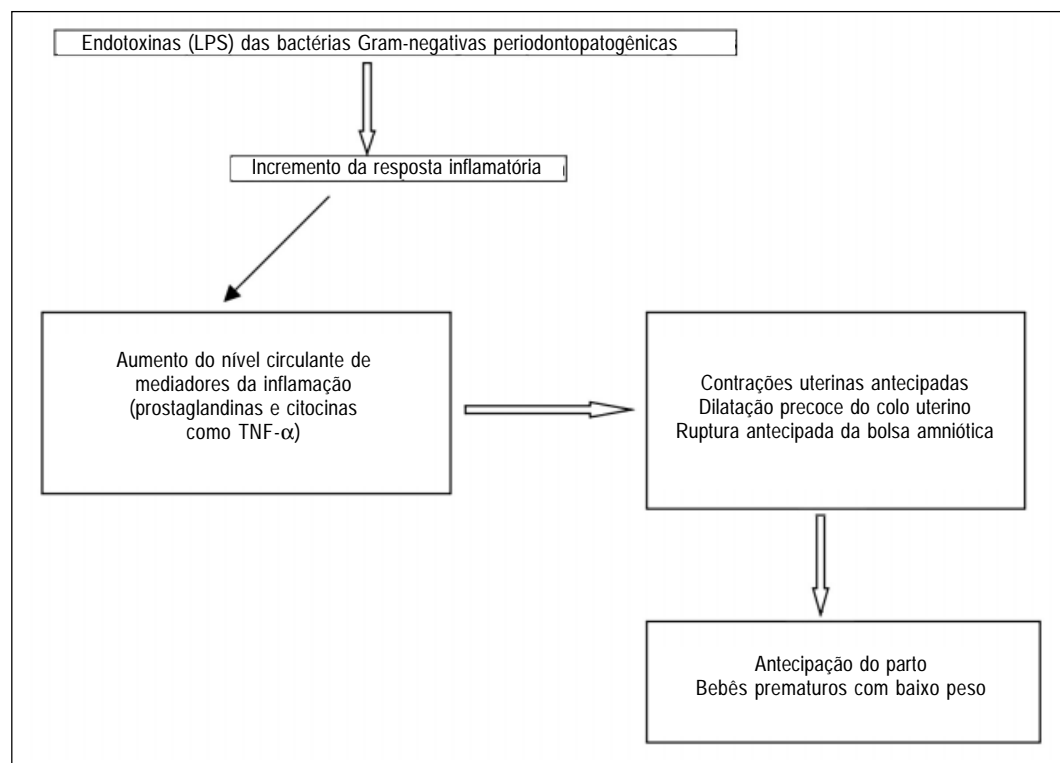 Endotoxinas (LPS) das bactérias Gram-negativas periodontopatogênicas
Incremento da resposta inflamatória
Aumento do nível circulante de
mediadores da inflamação
(prostaglandinas e citocinas
como TNF-α)
Contrações uterinas antecipadas
Dilatação precoce do colo uterino
Ruptura antecipada da bolsa amniótica
Antecipação do parto
Bebês prematuros com baixo peso